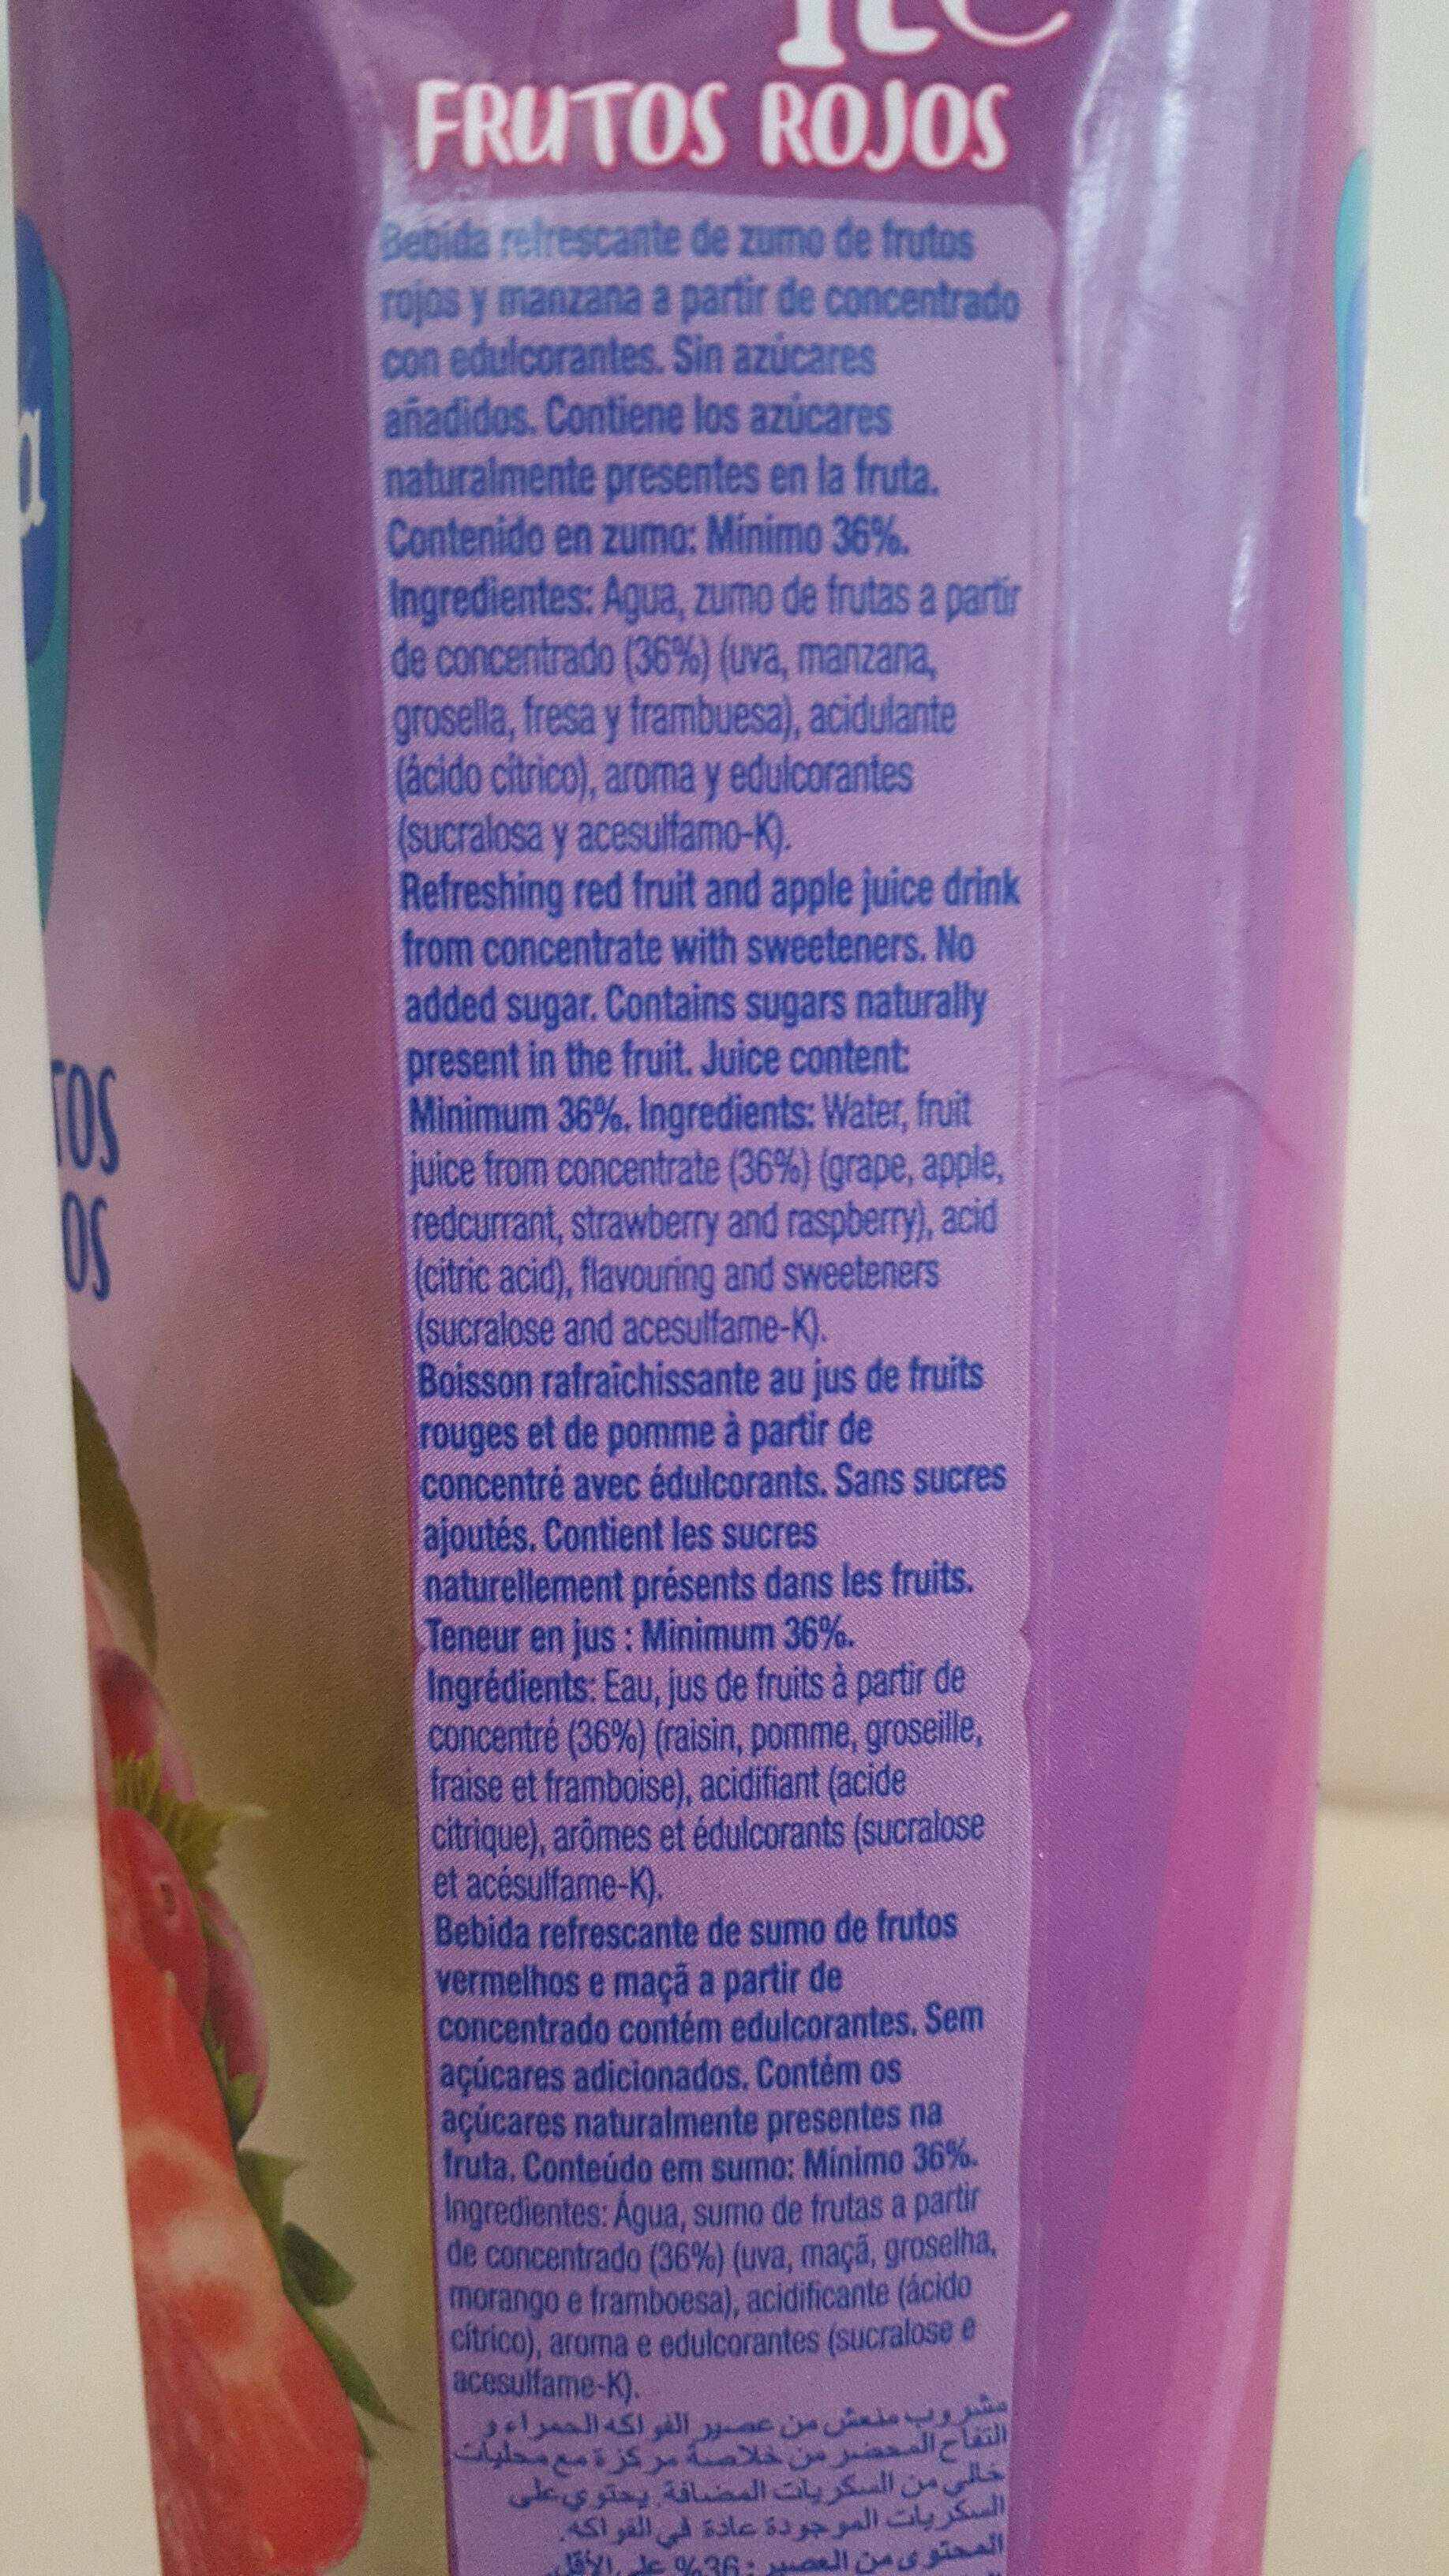 FRUTOS ROJOS
Bebida refrescante de zumo de frutos
rojos y manzana a partir de concentrado
con edulcorantes. Sin azúcares
añadidos. Contiene los azúcares
naturalmente presentes en la fruta.
Contenido en zumo: Mínimo 36%.
Ingredientes: Agua, zumo de frutas a partir
de concentrado (36%) (uva, manzana,
grosella, fresa y frambuesa), acidulante
(ácido cítrico), aroma y edulcorantes
(sucralosa y acesulfamo-K).
Refreshing red fruit and apple juice drink
from concentrate with sweeteners. No
added sugar. Contains sugars naturally
present in the fruit. Juice content:
Minimum 36%. Ingredients: Water, fruit
juice from concentrate (36%) (grape, apple,
redcurrant, strawberry and raspberry), acid
(citric acid), flavouring and sweeteners
(sucralose and acesulfame-K).
Boisson rafraîchissante au jus de fruits
rouges et de pomme à partir de
concentré avec édulcorants. Sans sucres
ajoutés. Contient les sucres
naturellement présents dans les fruits.
Teneur en jus : Minimum 36%.
Ingrédients: Eau, jus de fruits à partir de
concentré (36%) (raisin, pomme, groseille,
fraise et framboise), acidifiant (acide
citrique), arômes et édulcorants (sucralose
et acésulfame-K).
Bebida refrescante de sumo de frutos
vermelhos e maçã a partir de
concentrado contém edulcorantes. Sem
açúcares adicionados. Contém os
açúcares naturalmente presentes na
fruta. Conteúdo em sumo: Mínimo 36%.
Ingredientes: Água, sumo de frutas a partir
de concentrado (36%) (uva, maçã, groselha,
morango e framboesa), acidificante (ácido
cítrico), aroma e edulcorantes (sucralose e
acesulfame-K).
مشروب منعش من عصير الفواكه الحمراء و
التفاح المحضر من خلاصة مركزة مع محليات
خالي من السكريات المضافة. يحتوي على
السكريات الموجودة عادة في الفواكه.
المحتوى من العصير : 36% على الأقل.
TOS
OS